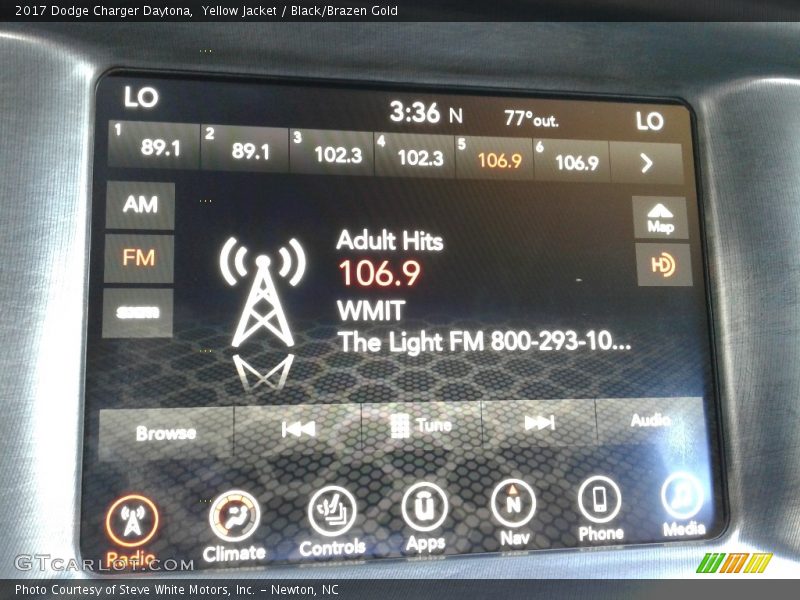 2017 Dodge Charger Daytona,  Yellow Jacket / Black/Brazen Gold
LO 3:36 N 77°out. LO
1 89.1 2 89.1 3 102.3 4 102.3 5 106.9 6 106.9
AM
Map
FM
HD
Adult Hits
106.9
WMIT
The Light FM 800-293-10...
Browse Tune Audio
N
Radio Climate Controls Apps Nav Phone Media
GTCARLOT.COM
Photo Courtesy of Steve White Motors, Inc. – Newton, NC